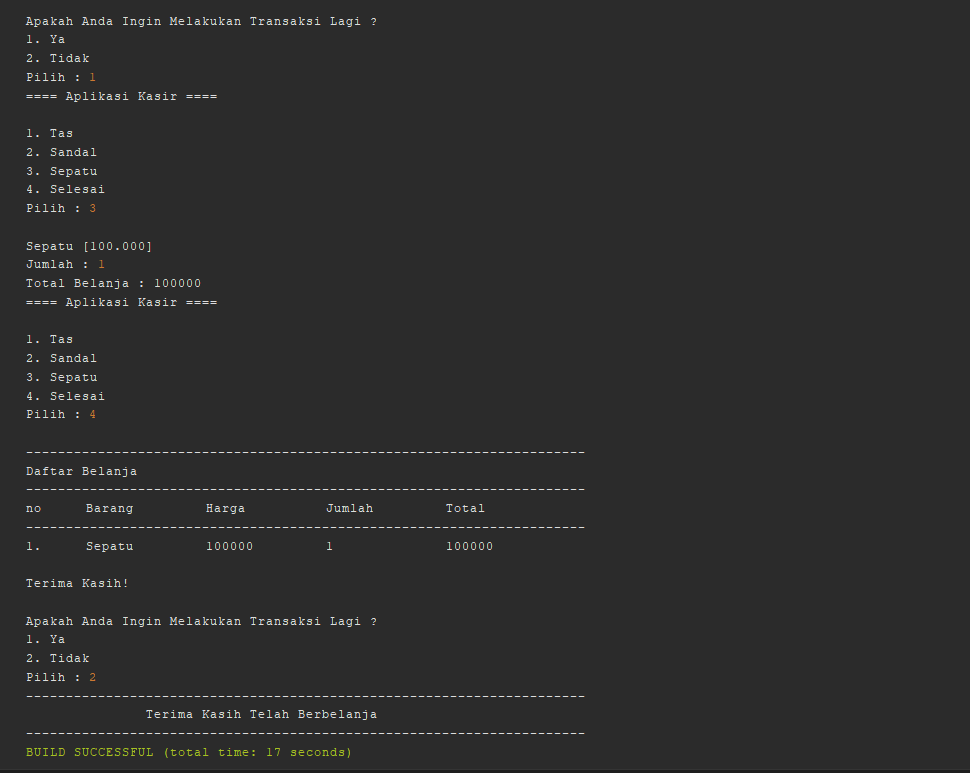 Apakah Anda Ingin Melakukan Transaksi Lagi ?
1. Ya
2. Tidak
Pilih : 1
==== Aplikasi Kasir ====
1. Tas
2. Sandal
3. Sepatu
4. Selesai
Pilih : 3
Sepatu [100.000]
Jumlah : 1
Total Belanja : 100000
==== Aplikasi Kasir ====
1. Tas
2. Sandal
3. Sepatu
4. Selesai
Pilih : 4
----------------------------------------------------------------------
Daftar Belanja
----------------------------------------------------------------------
no Barang Harga Jumlah Total
----------------------------------------------------------------------
1. Sepatu 100000 1 100000
Terima Kasih!
Apakah Anda Ingin Melakukan Transaksi Lagi ?
1. Ya
2. Tidak
Pilih : 2
----------------------------------------------------------------------
Terima Kasih Telah Berbelanja
----------------------------------------------------------------------
BUILD SUCCESSFUL (total time: 17 seconds)